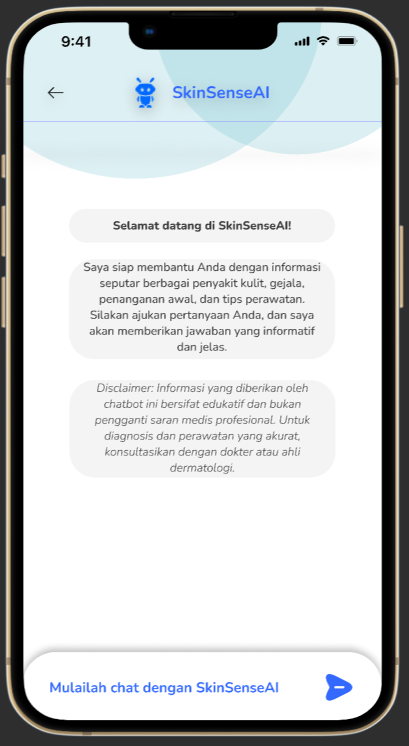 9:41
SkinSenseAI
Selamat datang di SkinSenseAI!
Saya siap membantu Anda dengan informasi
seputar berbagai penyakit kulit, gejala,
penanganan awal, dan tips perawatan.
Silakan ajukan pertanyaan Anda, dan saya
akan memberikan jawaban yang informatif
dan jelas.
Disclaimer: Informasi yang diberikan oleh
chatbot ini bersifat edukatif dan bukan
pengganti saran medis profesional. Untuk
diagnosis dan perawatan yang akurat,
konsultasikan dengan dokter atau ahli
dermatologi.
Mulailah chat dengan SkinSenseAI